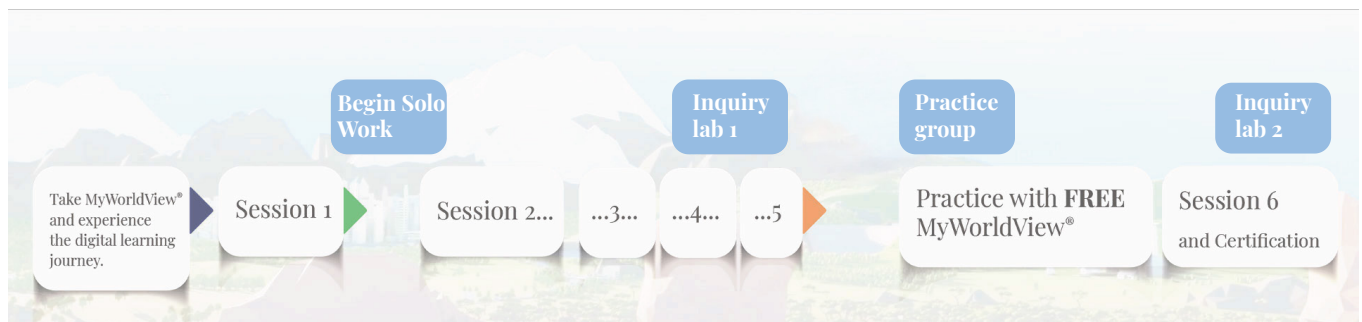 Begin Solo
Work
Inquiry
lab 1
Practice
group
Inquiry
lab 2
Take MyWorldView®
and experience
the digital learning
journey.
Session 1
Session 2...
...3...
...4...
...5
Practice with FREE
MyWorldView®
Session 6
and Certification